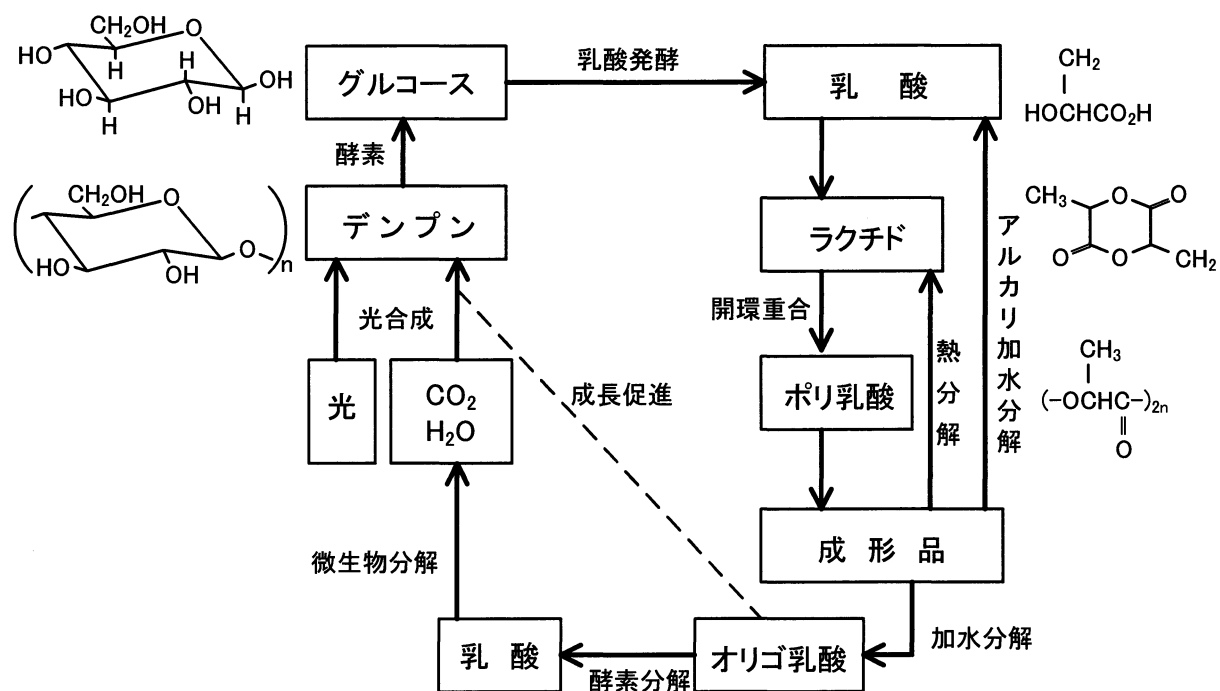 CH₂OH
O
HO
H
H
OH
HO
OH
H
H
グルコース
乳酸発酵
乳 酸
CH₂
HOCHCO₂H
酵素
CH₂OH
O
HO
OH
O
n
デンプン
ラクチド
CH₃
O
O
O
O
CH₂
アルカリ加水分解
光合成
開環重合
熱分解
光
CO₂
H₂O
成長促進
ポリ乳酸
CH₃
(-OCHC-)₂ₙ
O
成 形 品
微生物分解
加水分解
乳 酸
酵素分解
オリゴ乳酸